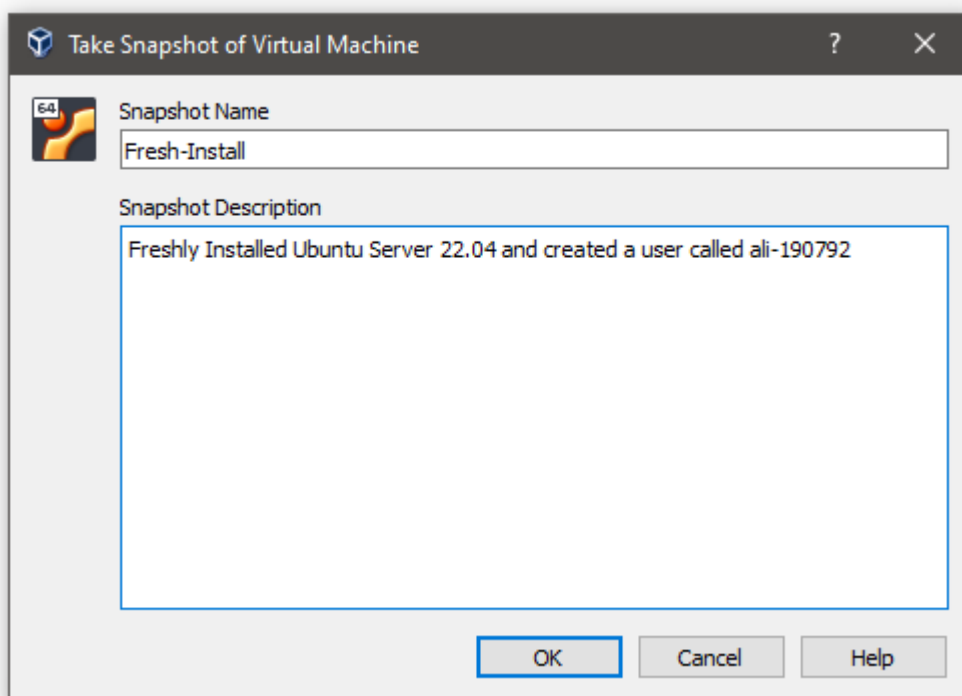 Take Snapshot of Virtual Machine
?
64
Snapshot Name
Fresh-Install
Snapshot Description
Freshly Installed Ubuntu Server 22.04 and created a user called ali-190792
OK Cancel Help